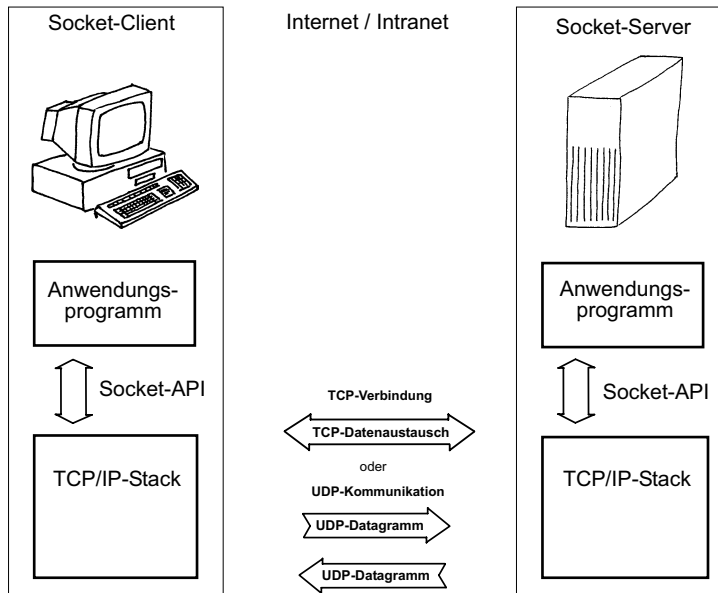 Socket-Client
Internet / Intranet
Socket-Server
Anwendungs-
programm
Anwendungs-
programm
Socket-API
Socket-API
TCP-Verbindung
TCP-Datenaustausch
oder
TCP/IP-Stack
TCP/IP-Stack
UDP-Kommunikation
UDP-Datagramm
UDP-Datagramm